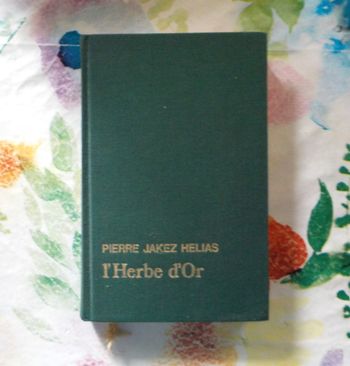 PIERRE JAKEZ HELIAS
l'Herbe d'Or